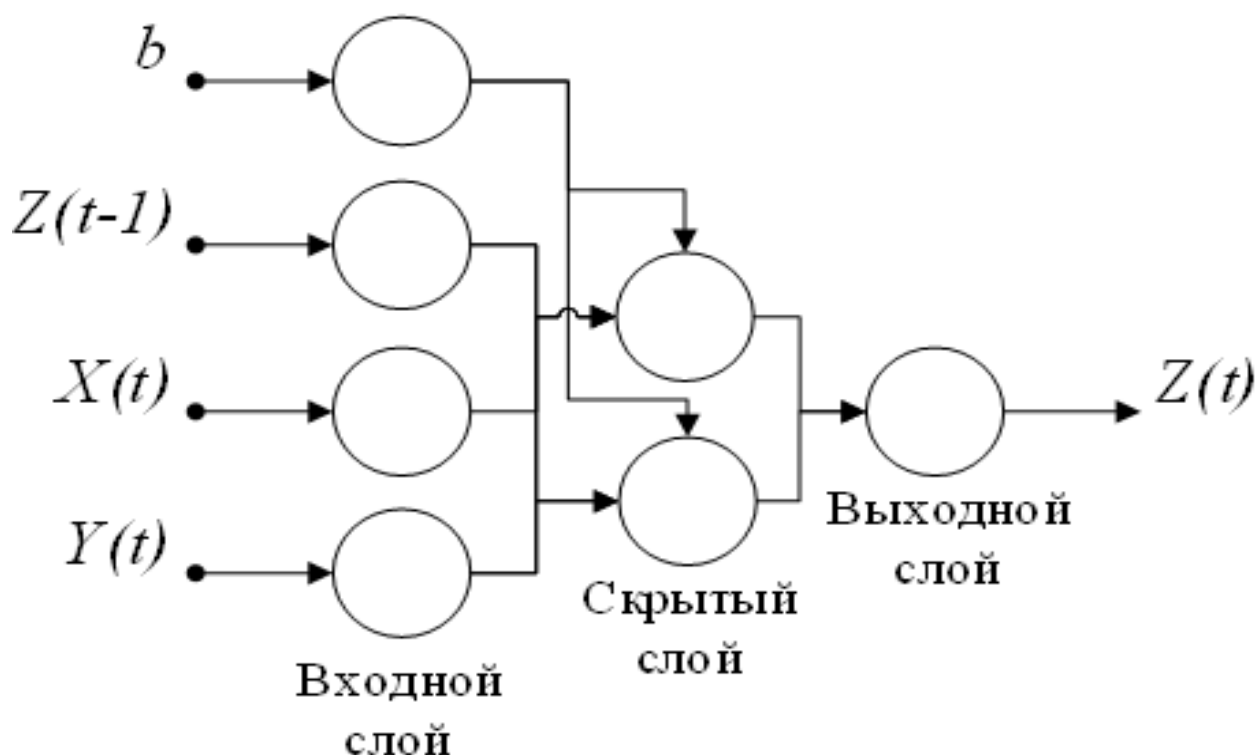 b
Z(t-1)
X(t)
Y(t)
Z(t)
Входной
слой
Скрытый
слой
Выходной
слой